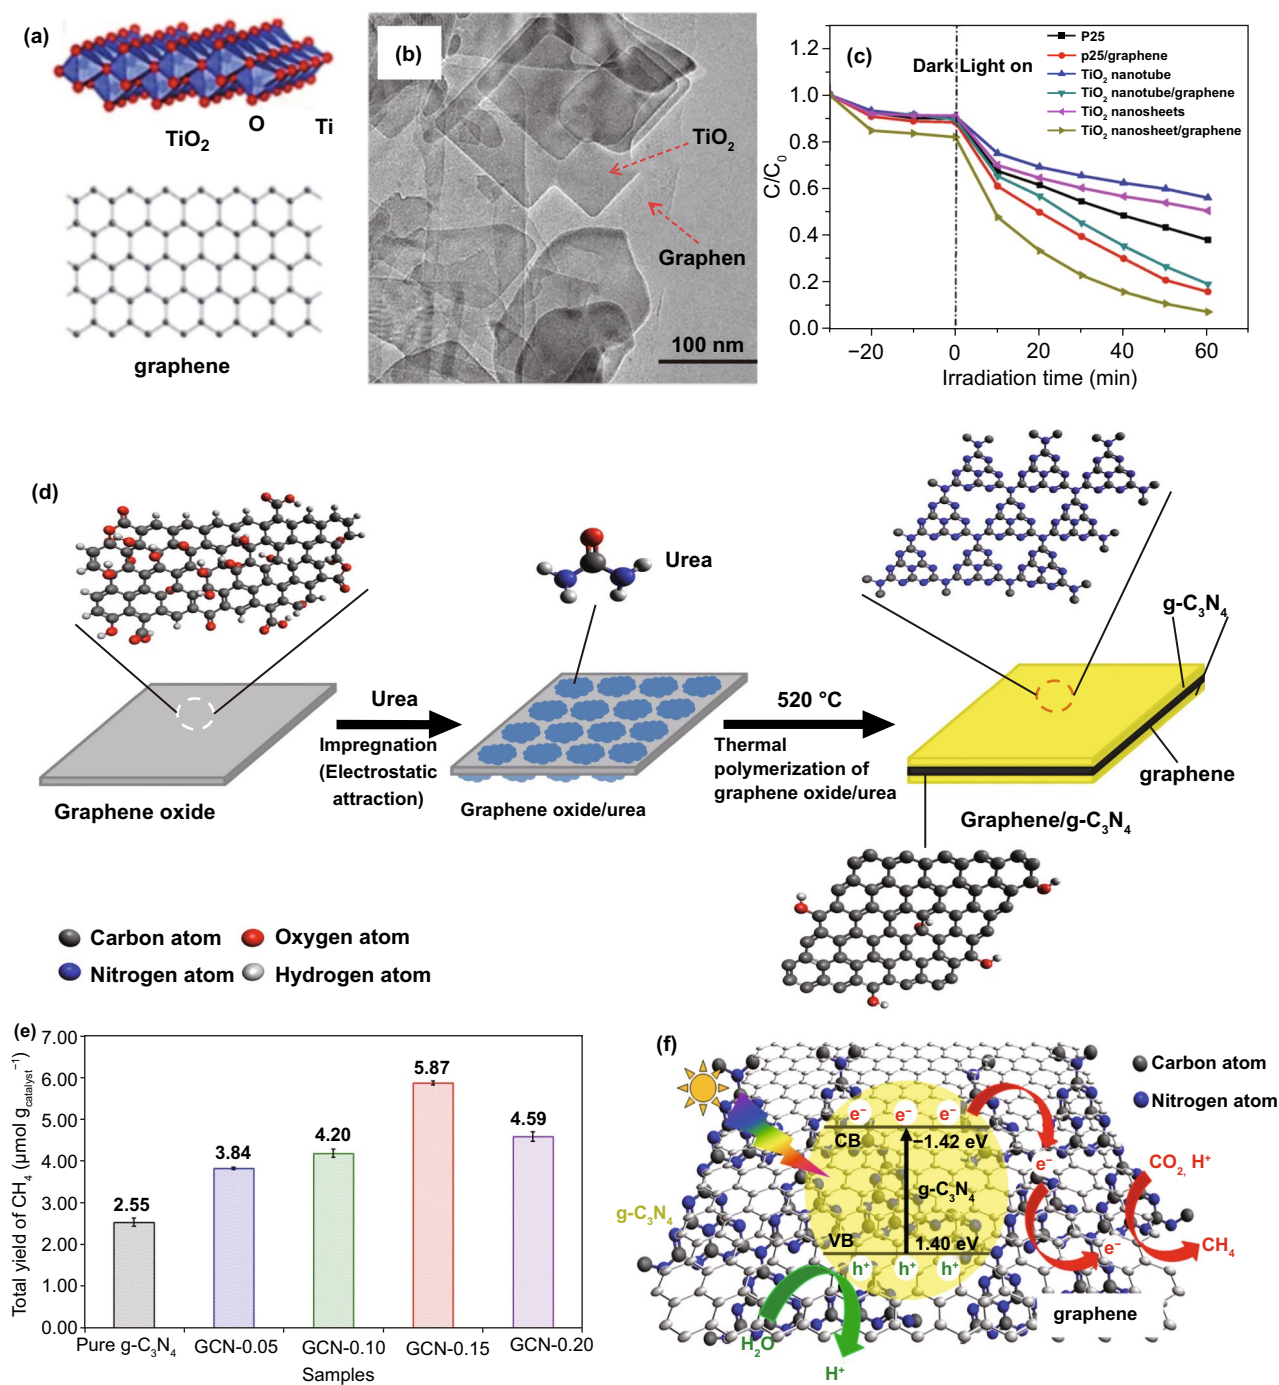 (a)
TiO2
O
Ti
graphene
(b)
TiO2
Graphen
100 nm
(c)
Dark Light on
P25
p25/graphene
TiO2 nanotube
TiO2 nanotube/graphene
TiO2 nanosheets
TiO2 nanosheet/graphene
1.2
1.0
0.8
0.6
0.4
0.2
0.0
C/C0
−20
0
20
40
60
Irradiation time (min)
(d)
Urea
g-C3N4
Urea
Impregnation
(Electrostatic
attraction)
520 °C
Thermal
polymerization of
graphene oxide/urea
Graphene oxide
Graphene oxide/urea
graphene
Graphene/g-C3N4
Carbon atom
Oxygen atom
Nitrogen atom
Hydrogen atom
(e)
7.00
6.00
5.00
4.00
3.00
2.00
1.00
0.00
Total yield of CH4 (μmol gcatalyst−1)
2.55
3.84
4.20
5.87
4.59
Pure g-C3N4
GCN-0.05
GCN-0.10
GCN-0.15
GCN-0.20
Samples
(f)
Carbon atom
Nitrogen atom
e−
e−
e−
CB
−1.42 eV
e−
CO2, H+
g-C3N4
g-C3N4
VB
1.40 eV
e−
CH4
h+
h+
h+
graphene
H2O
H+